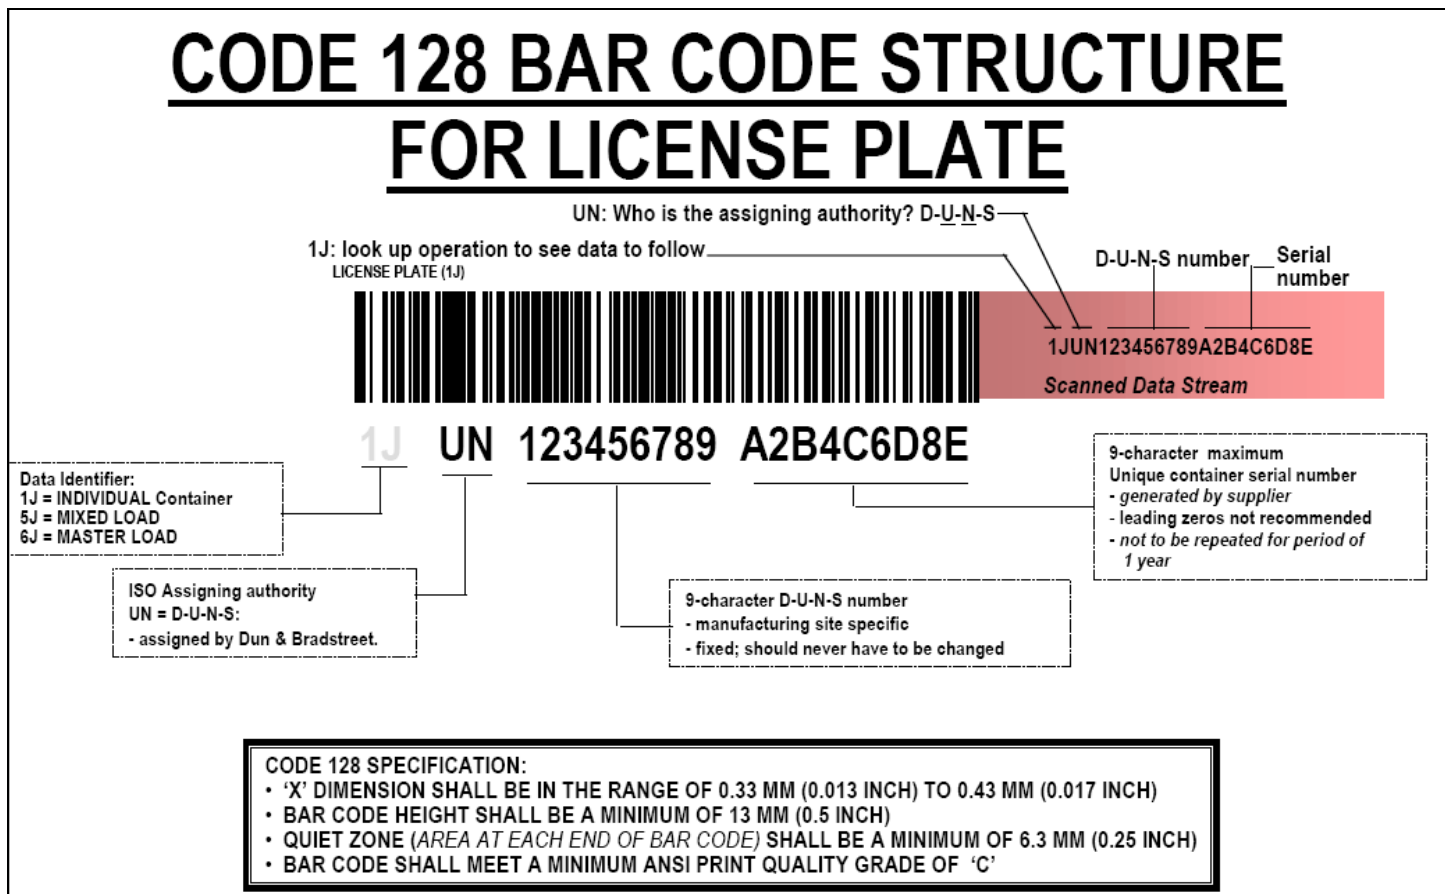 CODE 128 BAR CODE STRUCTURE
FOR LICENSE PLATE
UN: Who is the assigning authority? D-U-N-S
1J: look up operation to see data to follow
LICENSE PLATE (1J)
D-U-N-S number
Serial
number
1JUN123456789A2B4C6D8E
Scanned Data Stream
1J UN 123456789 A2B4C6D8E
Data Identifier:
1J = INDIVIDUAL Container
5J = MIXED LOAD
6J = MASTER LOAD
ISO Assigning authority
UN = D-U-N-S:
- assigned by Dun & Bradstreet.
9-character D-U-N-S number
- manufacturing site specific
- fixed; should never have to be changed
9-character maximum
Unique container serial number
- generated by supplier
- leading zeros not recommended
- not to be repeated for period of
1 year
CODE 128 SPECIFICATION:
• ‘X’ DIMENSION SHALL BE IN THE RANGE OF 0.33 MM (0.013 INCH) TO 0.43 MM (0.017 INCH)
• BAR CODE HEIGHT SHALL BE A MINIMUM OF 13 MM (0.5 INCH)
• QUIET ZONE (AREA AT EACH END OF BAR CODE) SHALL BE A MINIMUM OF 6.3 MM (0.25 INCH)
• BAR CODE SHALL MEET A MINIMUM ANSI PRINT QUALITY GRADE OF ‘C’